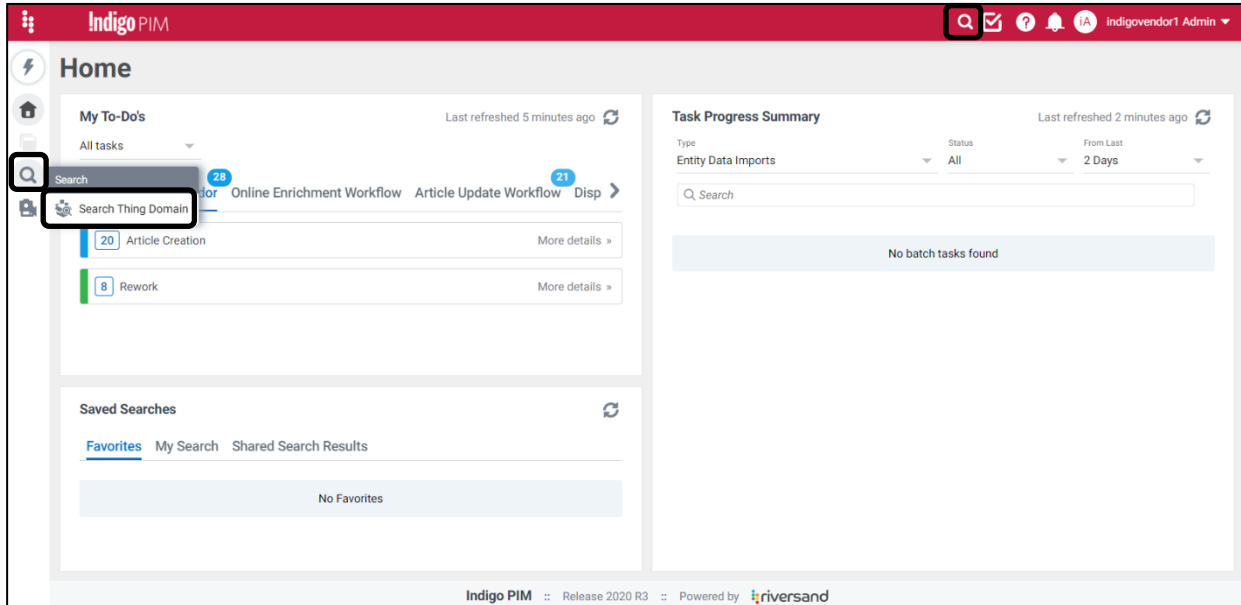 Indigo PIM
iA indigovendor1 Admin
Home
My To-Do's
Last refreshed 5 minutes ago
All tasks
Search
Search Thing Domain
28
Online Enrichment Workflow
Article Update Workflow
21
Disp
20 Article Creation
More details »
8 Rework
More details »
Saved Searches
Favorites My Search Shared Search Results
No Favorites
Task Progress Summary
Last refreshed 2 minutes ago
Type
Entity Data Imports
Status
All
From Last
2 Days
Search
No batch tasks found
Indigo PIM :: Release 2020 R3 :: Powered by riversand